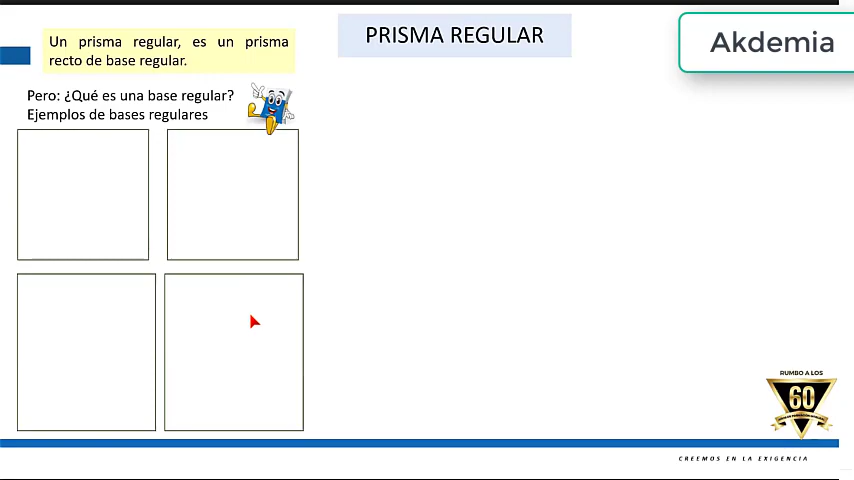 PRISMA REGULAR
Akdemia
Un prisma regular, es un prisma
recto de base regular.
Pero: ¿Qué es una base regular?
Ejemplos de bases regulares
RUMBO A LOS
60
CREEMOS EN LA EXIGENCIA